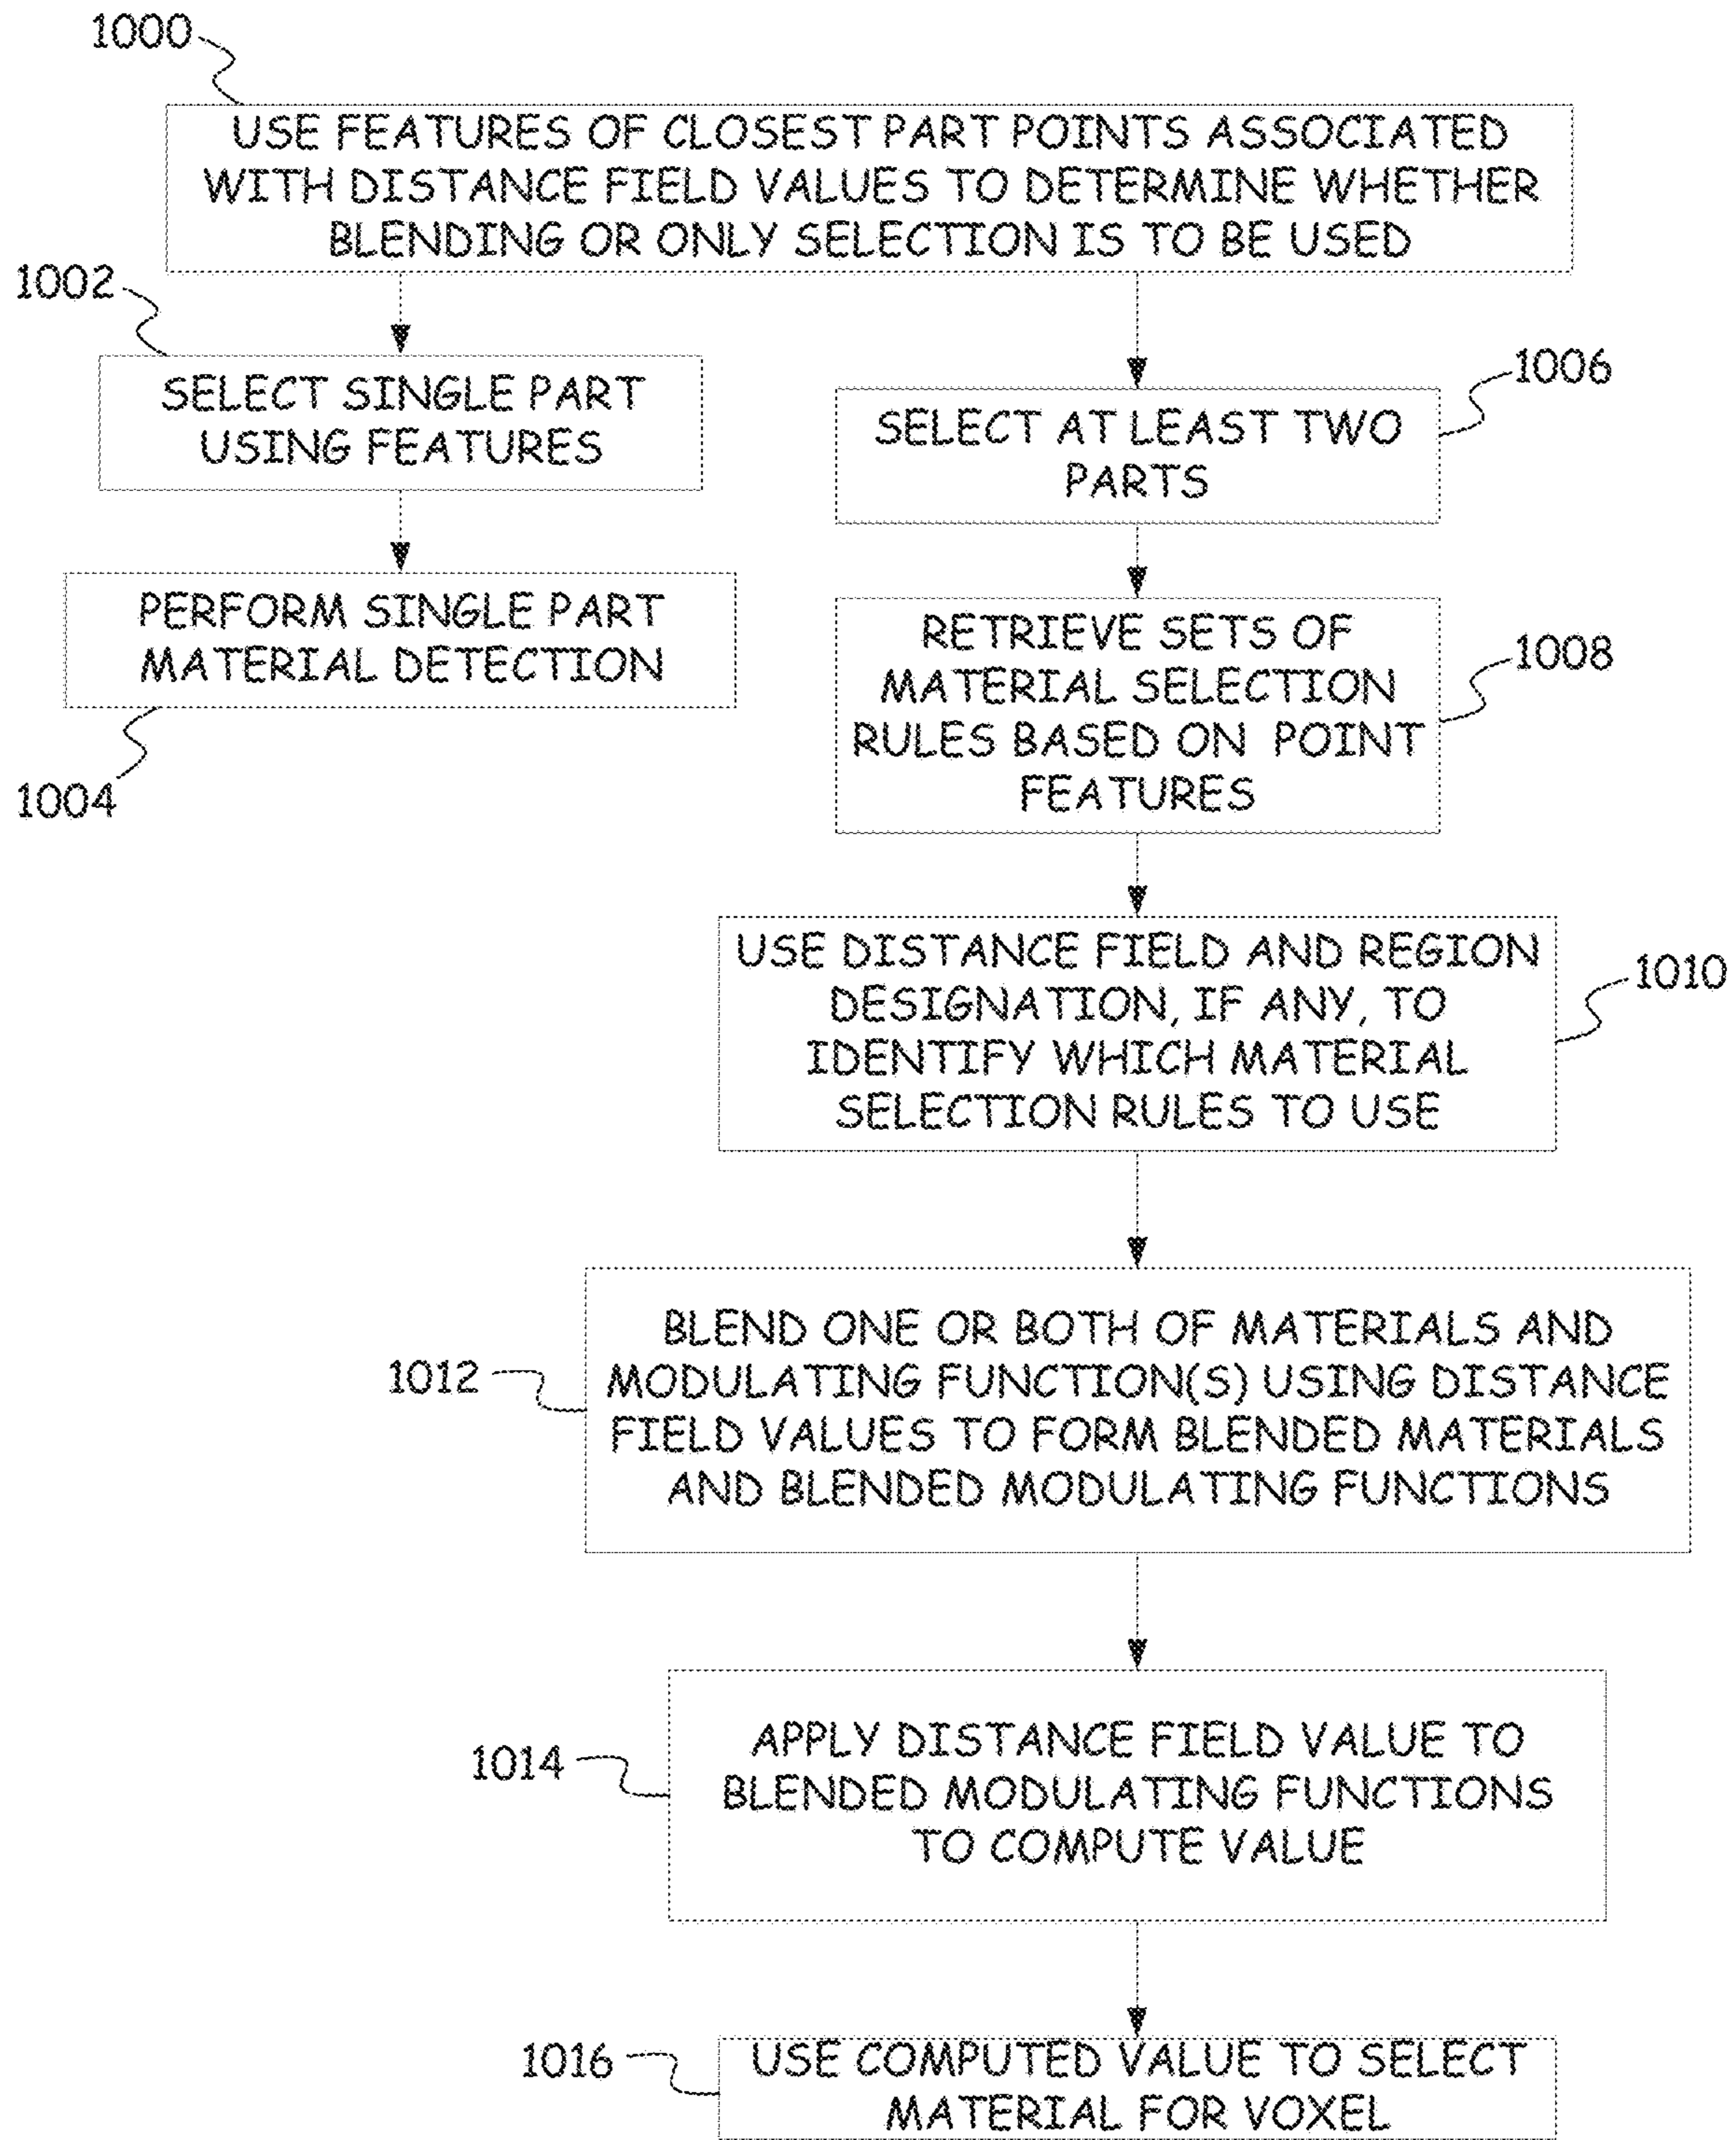 1000
USE FEATURES OF CLOSEST PART POINTS ASSOCIATED
WITH DISTANCE FIELD VALUES TO DETERMINE WHETHER
BLENDING OR ONLY SELECTION IS TO BE USED
1002
SELECT SINGLE PART
USING FEATURES
PERFORM SINGLE PART
MATERIAL DETECTION
1004
1006
SELECT AT LEAST TWO
PARTS
RETRIEVE SETS OF
MATERIAL SELECTION
RULES BASED ON POINT
FEATURES
1008
USE DISTANCE FIELD AND REGION
DESIGNATION, IF ANY, TO
IDENTIFY WHICH MATERIAL
SELECTION RULES TO USE
1010
BLEND ONE OR BOTH OF MATERIALS AND
MODULATING FUNCTION(S) USING DISTANCE
FIELD VALUES TO FORM BLENDED MATERIALS
AND BLENDED MODULATING FUNCTIONS
1012
APPLY DISTANCE FIELD VALUE TO
BLENDED MODULATING FUNCTIONS
TO COMPUTE VALUE
1014
USE COMPUTED VALUE TO SELECT
MATERIAL FOR VOXEL
1016